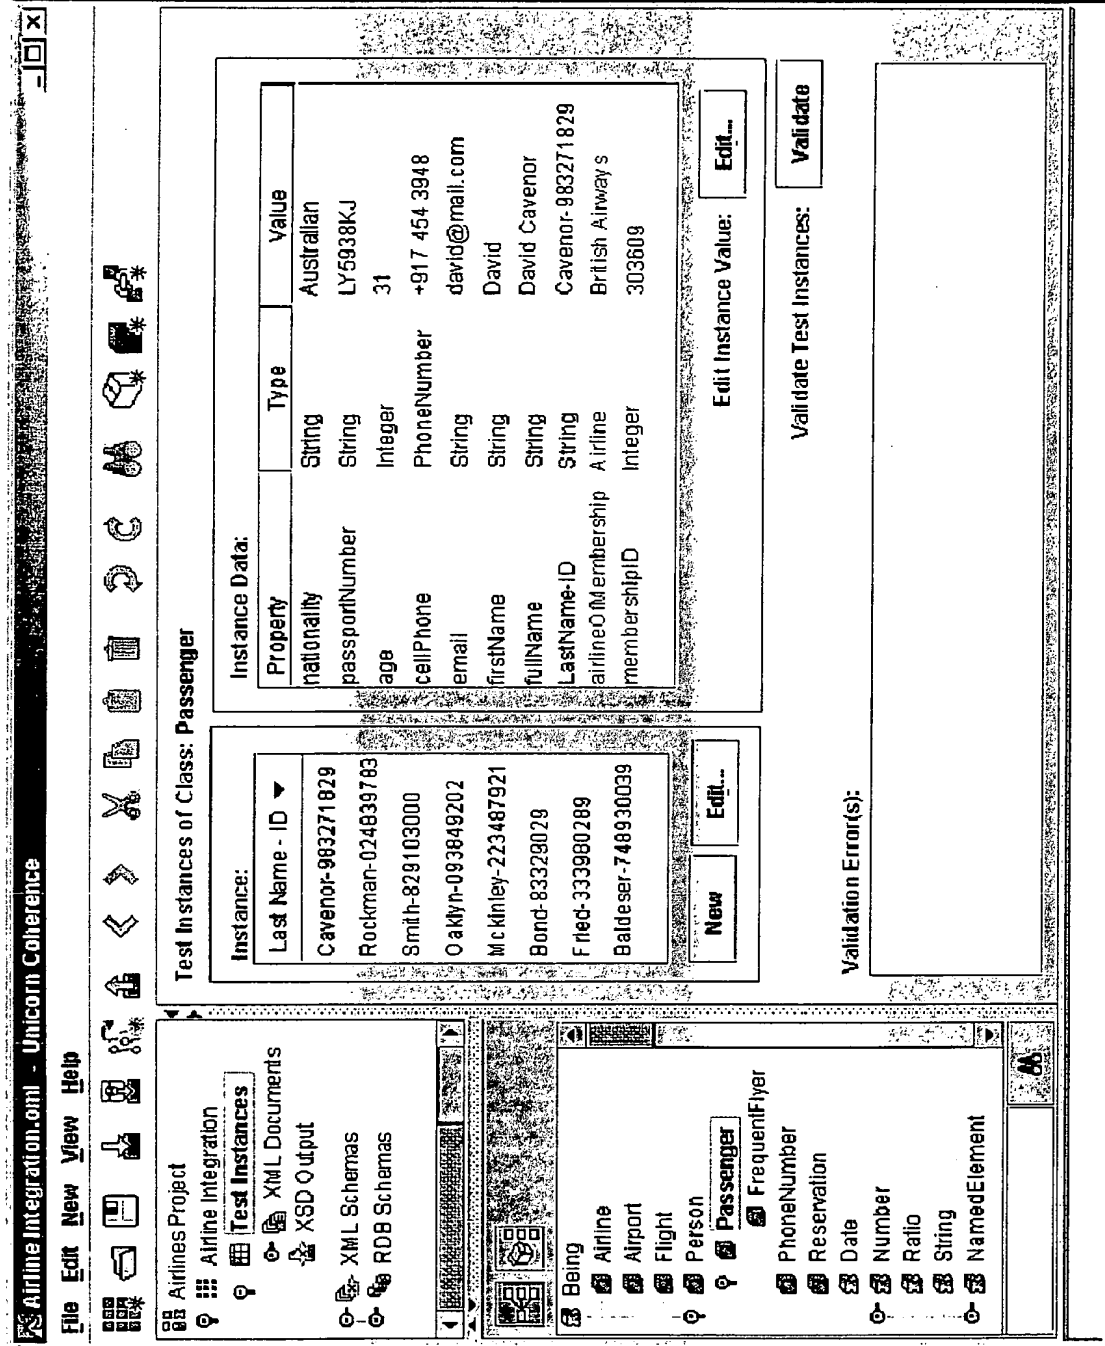 Airline Integration.oml - Unicorn Coherence
File Edit New View Help
Airlines Project
Airline Integration
Test Instances
XML Documents
XSD Output
XML Schemas
RDB Schemas
Being
Airline
Airport
Flight
Person
Passenger
FrequentFlyer
PhoneNumber
Reservation
Date
Number
Ratio
String
NamedElement
Test Instances of Class: Passenger
Instance:
Last Name - ID
Cavenor-983271829
Rockman-024839783
Smith-829103000
Oaklyn-093849202
Mckinley-223487921
Bond-83329029
Fried-333980289
Baldeser-748930039
New Edit...
Instance Data:
Property Type Value
nationality String Australian
passportNumber String LY5938KJ
age Integer 31
cellPhone PhoneNumber +917 454 3948
email String david@mail.com
firstName String David
fullName String David Cavenor
LastName-ID String Cavenor-983271829
airlineOfMembership Airline British Airways
membershipID Integer 303609
Edit Instance Value: Edit...
Validate Test Instances: Validate
Validation Error(s):